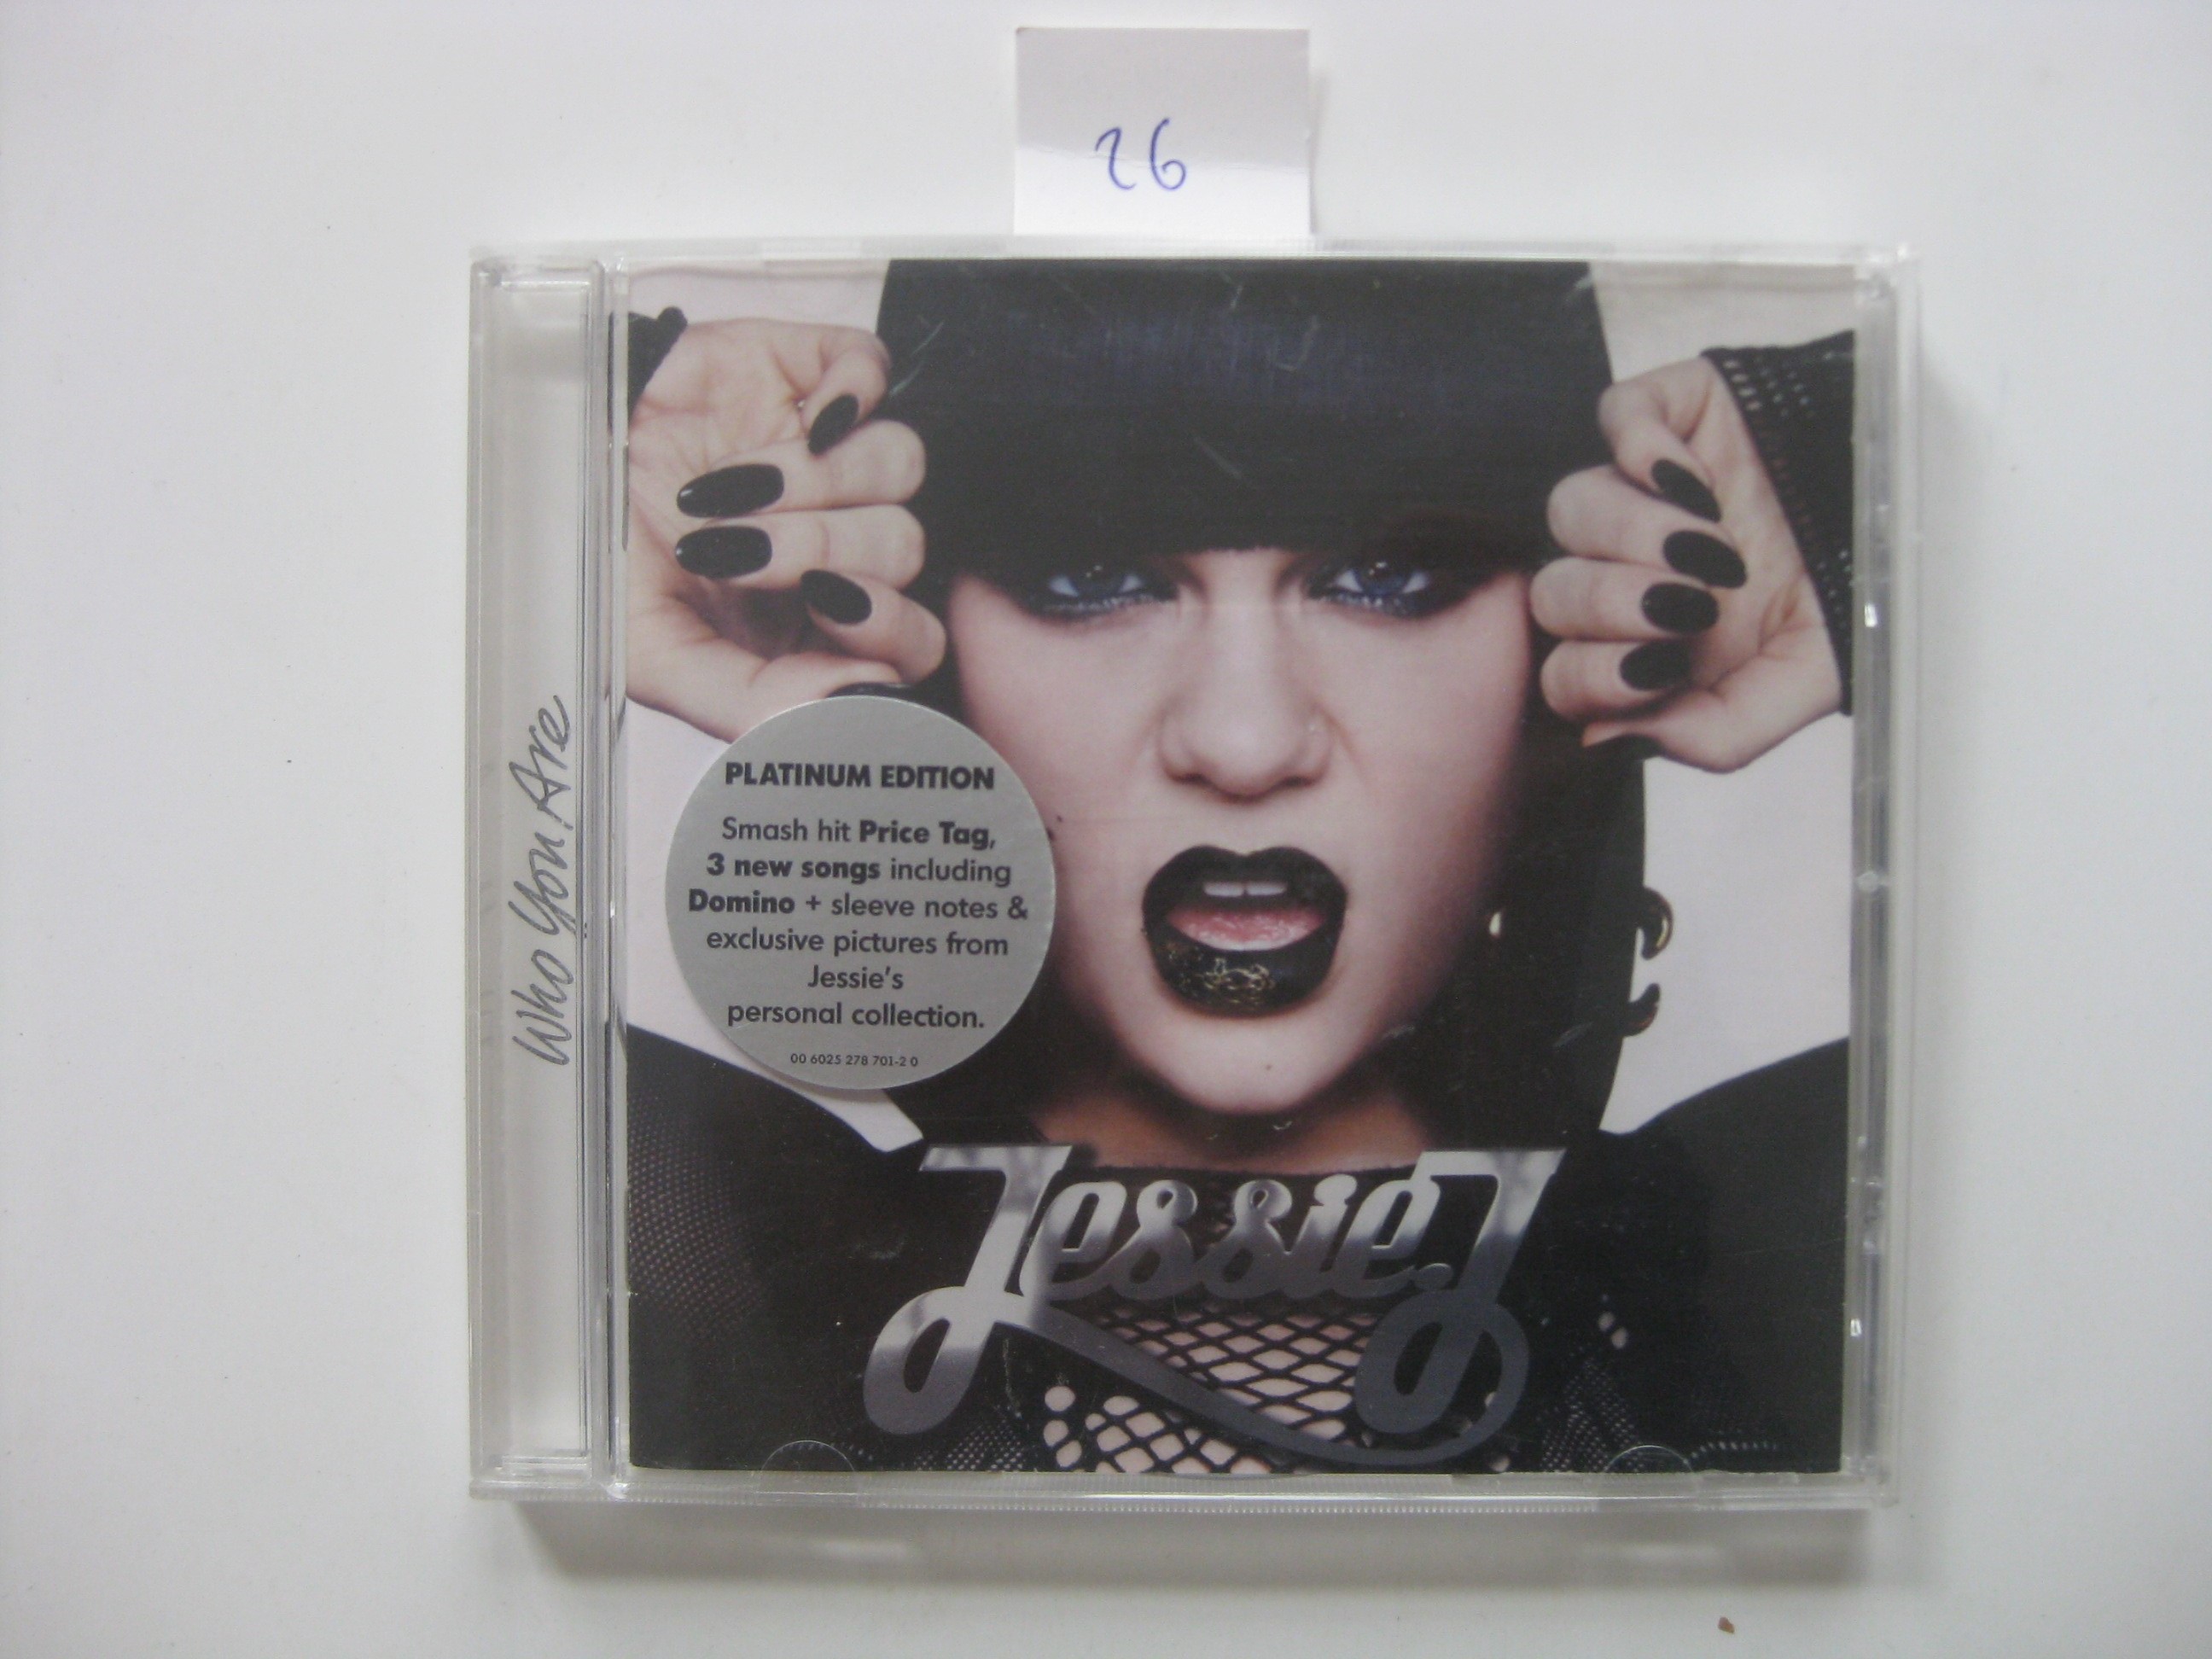 26
Who You Are
PLATINUM EDITION
Smash hit Price Tag,
3 new songs including
Domino + sleeve notes &
exclusive pictures from
Jessie's
personal collection.
00 6025 278 701-2 0
Jessie J